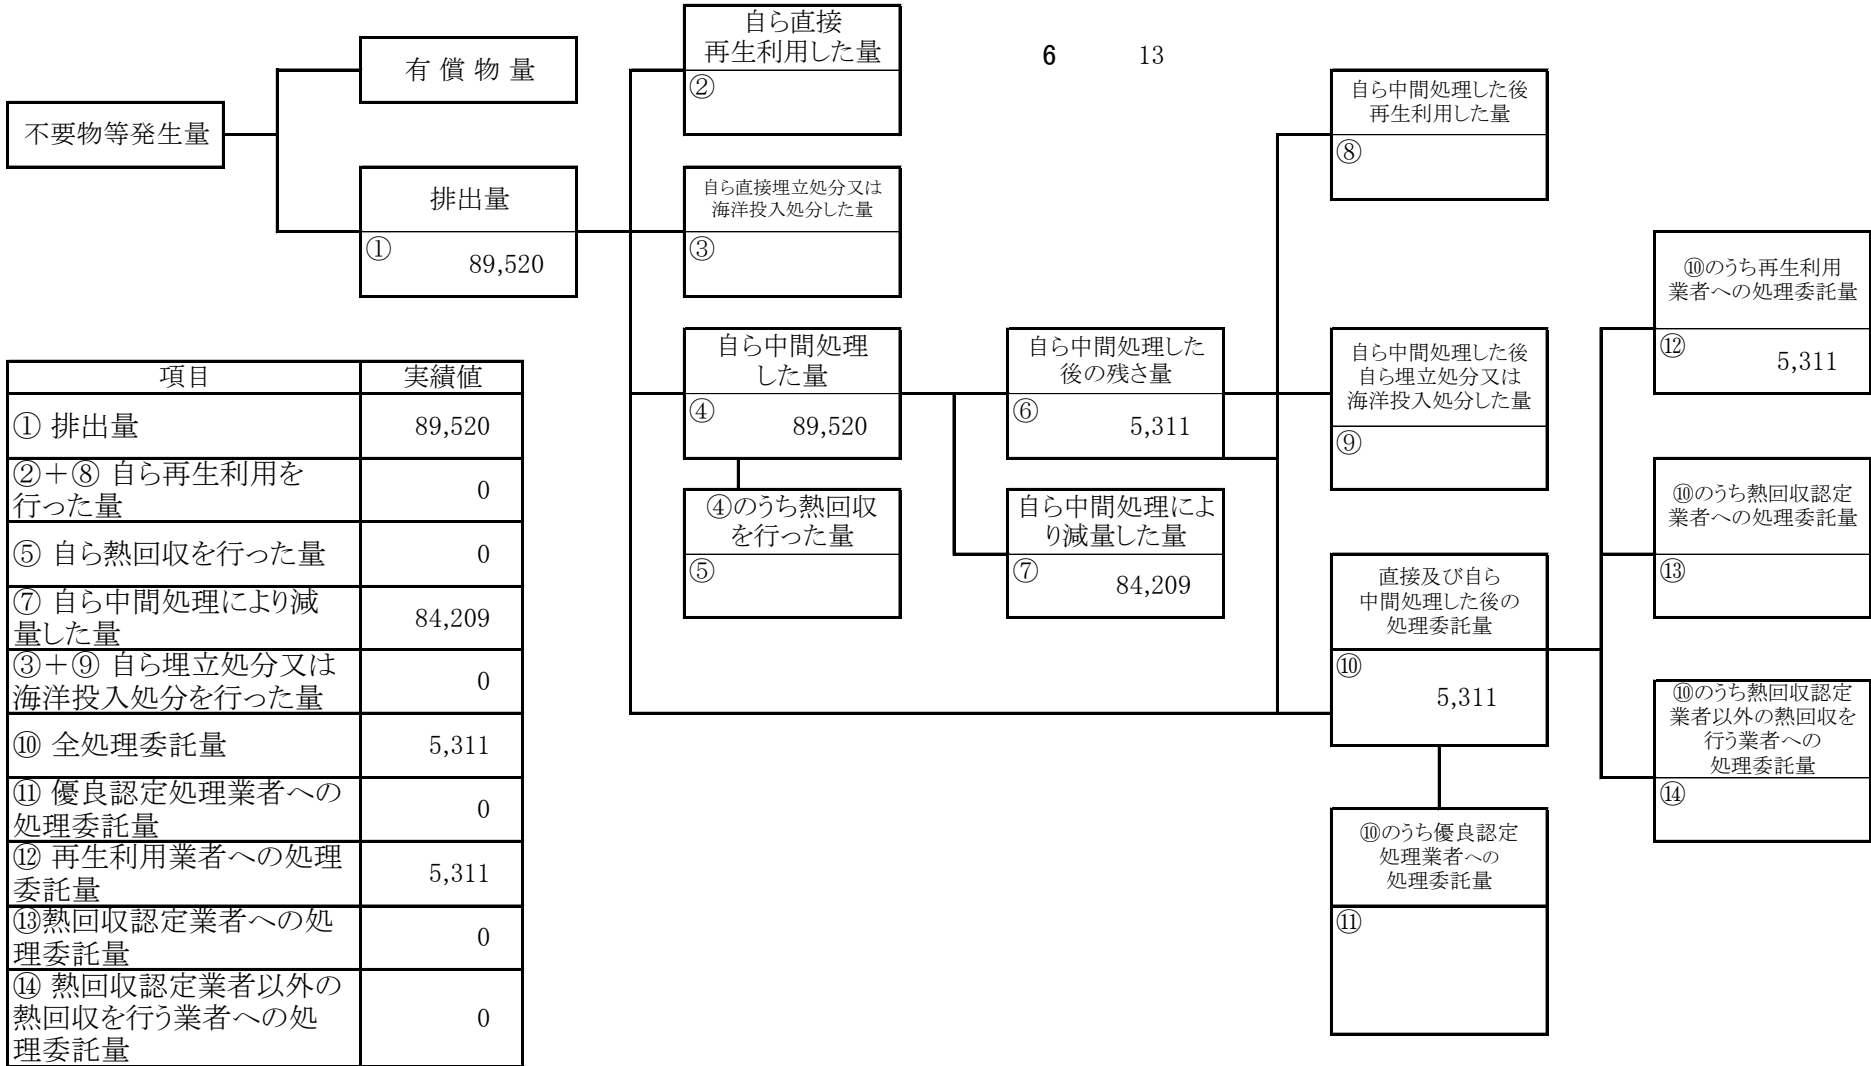 不要物等発生量
有 償 物 量
排出量
①
89,520
自ら直接
再生利用した量
②
自ら直接埋立処分又は
海洋投入処分した量
③
自ら中間処理
した量
④
89,520
④のうち熱回収
を行った量
⑤
6 13
自ら中間処理した
後の残さ量
⑥
5,311
自ら中間処理によ
り減量した量
⑦
84,209
自ら中間処理した後
再生利用した量
⑧
自ら中間処理した後
自ら埋立処分又は
海洋投入処分した量
⑨
直接及び自ら
中間処理した後の
処理委託量
⑩
5,311
⑩のうち優良認定
処理業者への
処理委託量
⑪
⑩のうち再生利用
業者への処理委託量
⑫
5,311
⑩のうち熱回収認定
業者への処理委託量
⑬
⑩のうち熱回収認定
業者以外の熱回収を
行う業者への
処理委託量
⑭
項目 実績値
① 排出量 89,520
②+⑧ 自ら再生利用を
行った量 0
⑤ 自ら熱回収を行った量 0
⑦ 自ら中間処理により減
量した量 84,209
③+⑨ 自ら埋立処分又は
海洋投入処分を行った量 0
⑩ 全処理委託量 5,311
⑪ 優良認定処理業者への
処理委託量 0
⑫ 再生利用業者への処理
委託量 5,311
⑬熱回収認定業者への処
理委託量 0
⑭ 熱回収認定業者以外の
熱回収を行う業者への処
理委託量 0